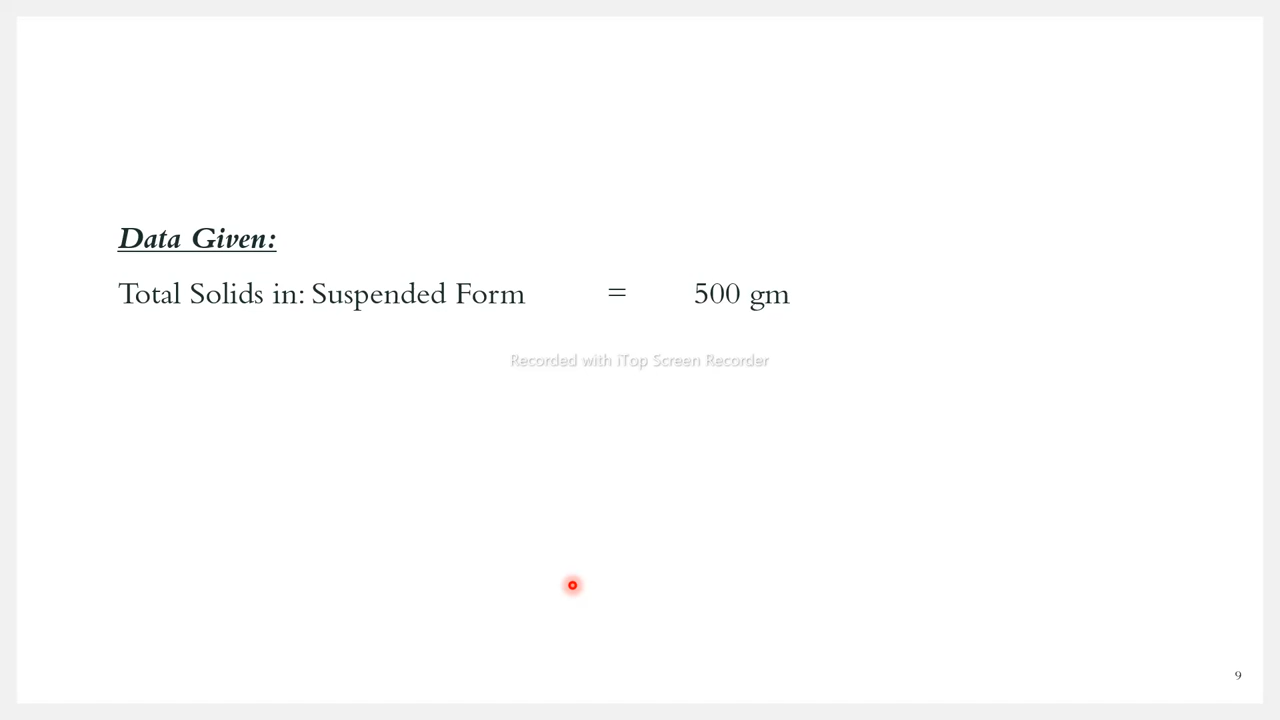 Data Given:
Total Solids in: Suspended Form = 500 gm
Recorded with iTop Screen Recorder
9